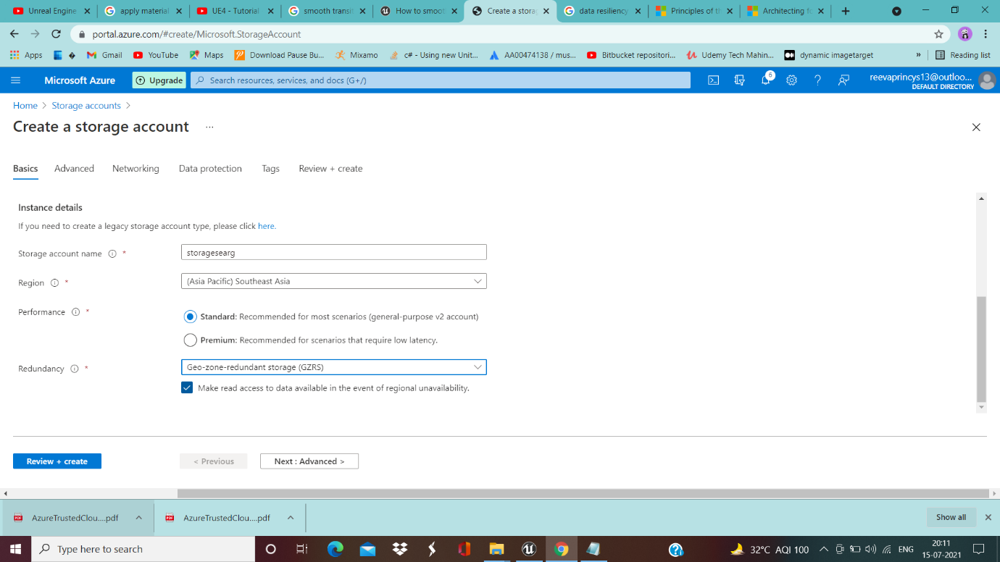 Unreal Engine
apply material
UE4 - Tutorial
smooth transit
How to smoot
Create a storag
data resiliency
Principles of th
Architecting fo
portal.azure.com/#create/Microsoft.StorageAccount
Apps
Gmail
YouTube
Maps
Download Pause Bu...
Mixamo
c# - Using new Unit...
AA00474138 / mus...
Bitbucket repositori...
Udemy Tech Mahin...
dynamic imagetarget
»
Reading list
Microsoft Azure
Upgrade
Search resources, services, and docs (G+/)
6
reevaprincys13@outloo...
DEFAULT DIRECTORY
Home > Storage accounts >
Create a storage account ...
Basics
Advanced
Networking
Data protection
Tags
Review + create
Instance details
If you need to create a legacy storage account type, please click here.
Storage account name *
storagesearg
Region *
(Asia Pacific) Southeast Asia
Performance *
Standard: Recommended for most scenarios (general-purpose v2 account)
Premium: Recommended for scenarios that require low latency.
Redundancy *
Geo-zone-redundant storage (GZRS)
Make read access to data available in the event of regional unavailability.
Review + create
< Previous
Next : Advanced >
AzureTrustedClou....pdf
AzureTrustedClou....pdf
Show all
Type here to search
32°C AQI 100
ENG
20:11
15-07-2021